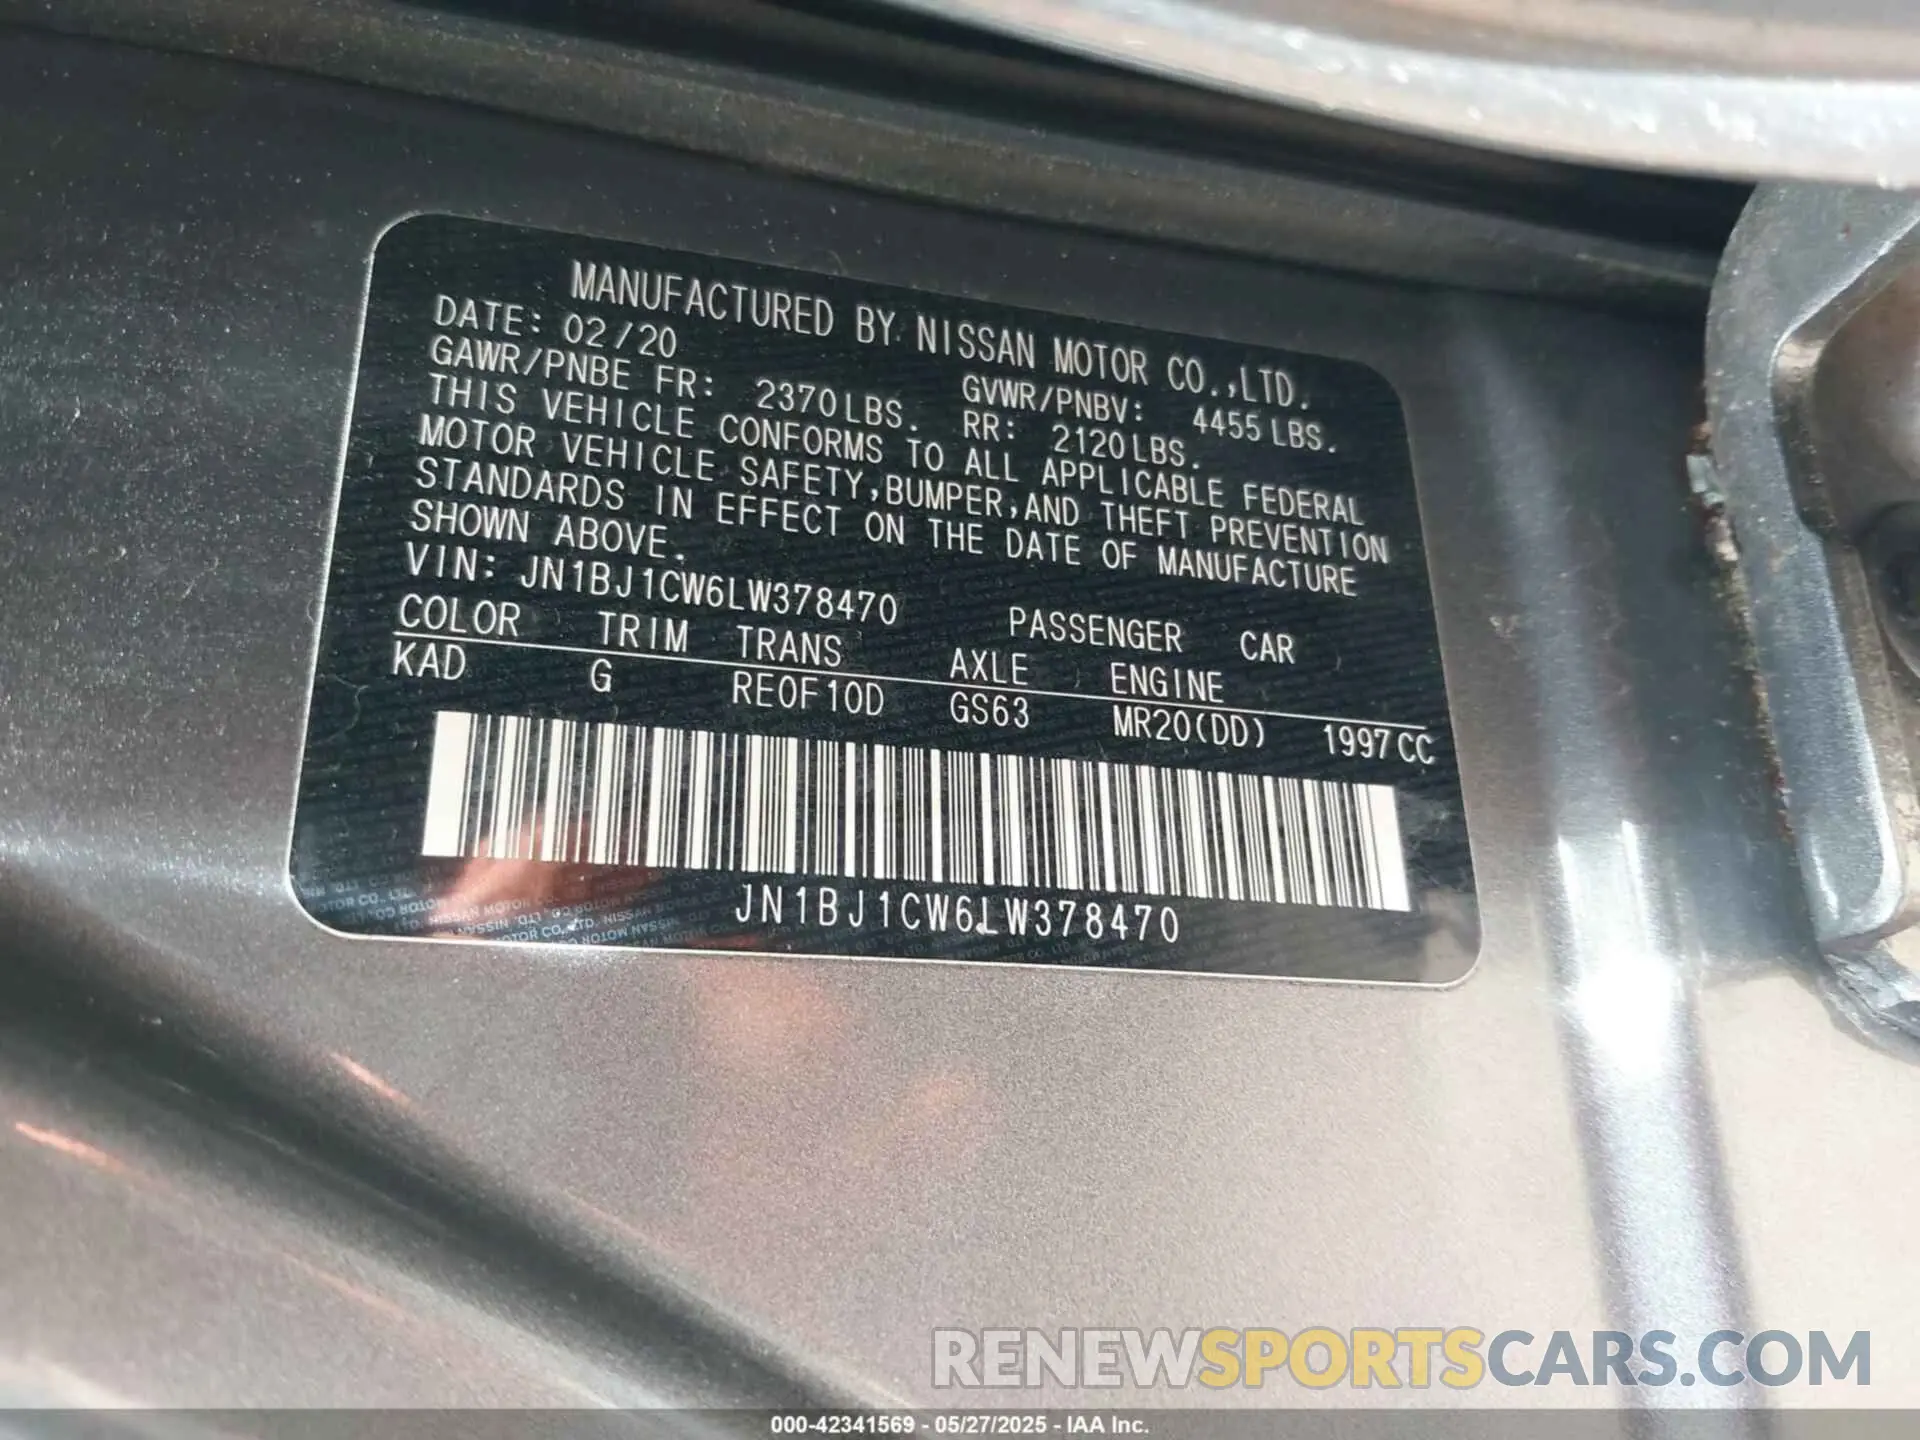 MANUFACTURED BY NISSAN MOTOR CO.,LTD.
DATE: 02/20
GVWR/PNBV: 4455 LBS.
GAWR/PNBE FR: 2370LBS. RR: 2120LBS.
THIS VEHICLE CONFORMS TO ALL APPLICABLE FEDERAL
MOTOR VEHICLE SAFETY,BUMPER,AND THEFT PREVENTION
STANDARDS IN EFFECT ON THE DATE OF MANUFACTURE
SHOWN ABOVE.
VIN: JN1BJ1CW6LW378470 PASSENGER CAR
COLOR TRIM TRANS AXLE ENGINE
KAD G RE0F10D GS63 MR20(DD) 1997CC
JN1BJ1CW6LW378470
RENEWSPORTSCARS.COM
000-42341569 - 05/27/2025 - IAA Inc.